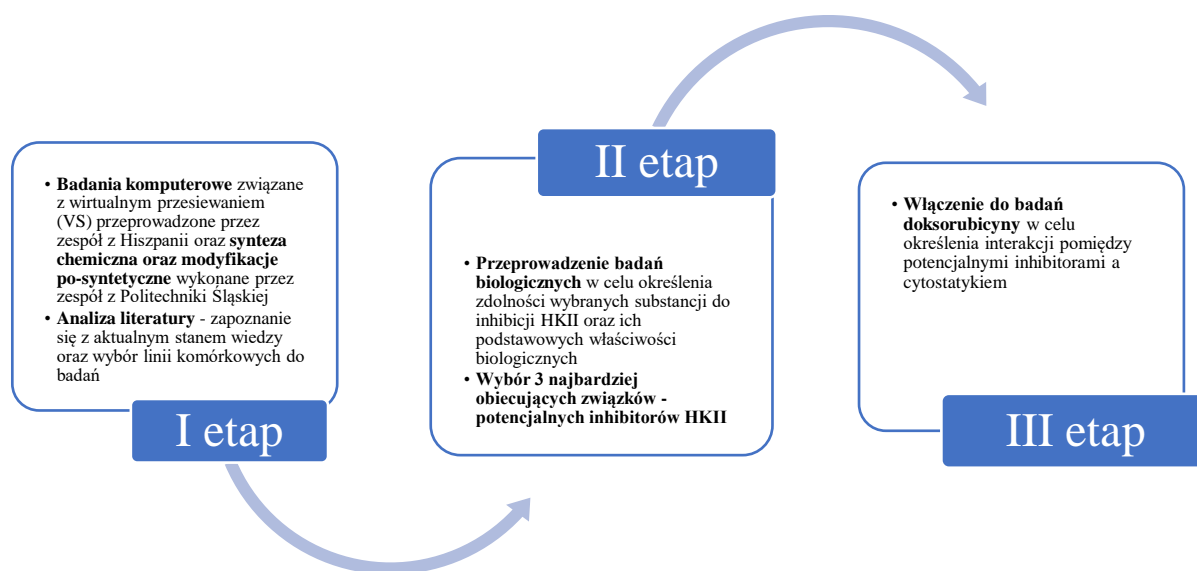 • Badania komputerowe związane
z wirtualnym przesiewaniem
(VS) przeprowadzone przez
zespół z Hiszpanii oraz synteza
chemiczna oraz modyfikacje
po-syntetyczne wykonane przez
zespół z Politechniki Śląskiej
• Analiza literatury - zapoznanie
się z aktualnym stanem wiedzy
oraz wybór linii komórkowych do
badań
I etap
II etap
• Przeprowadzenie badań
biologicznych w celu określenia
zdolności wybranych substancji do
inhibicji HKII oraz ich
podstawowych właściwości
biologicznych
• Wybór 3 najbardziej
obiecujących związków -
potencjalnych inhibitorów HKII
• Włączenie do badań
doksorubicyny w celu
określenia interakcji pomiędzy
potencjalnymi inhibitorami a
cytostatykiem
III etap